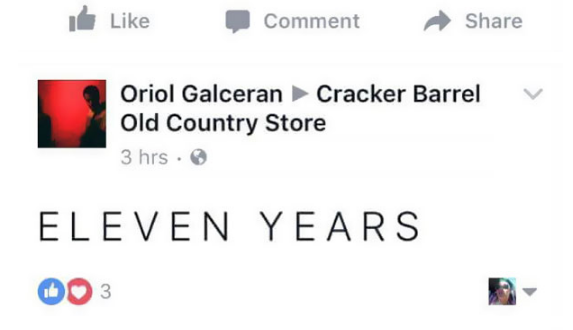 Like Comment Share
Oriol Galceran ▶ Cracker Barrel
Old Country Store
3 hrs ·
ELEVEN YEARS
3